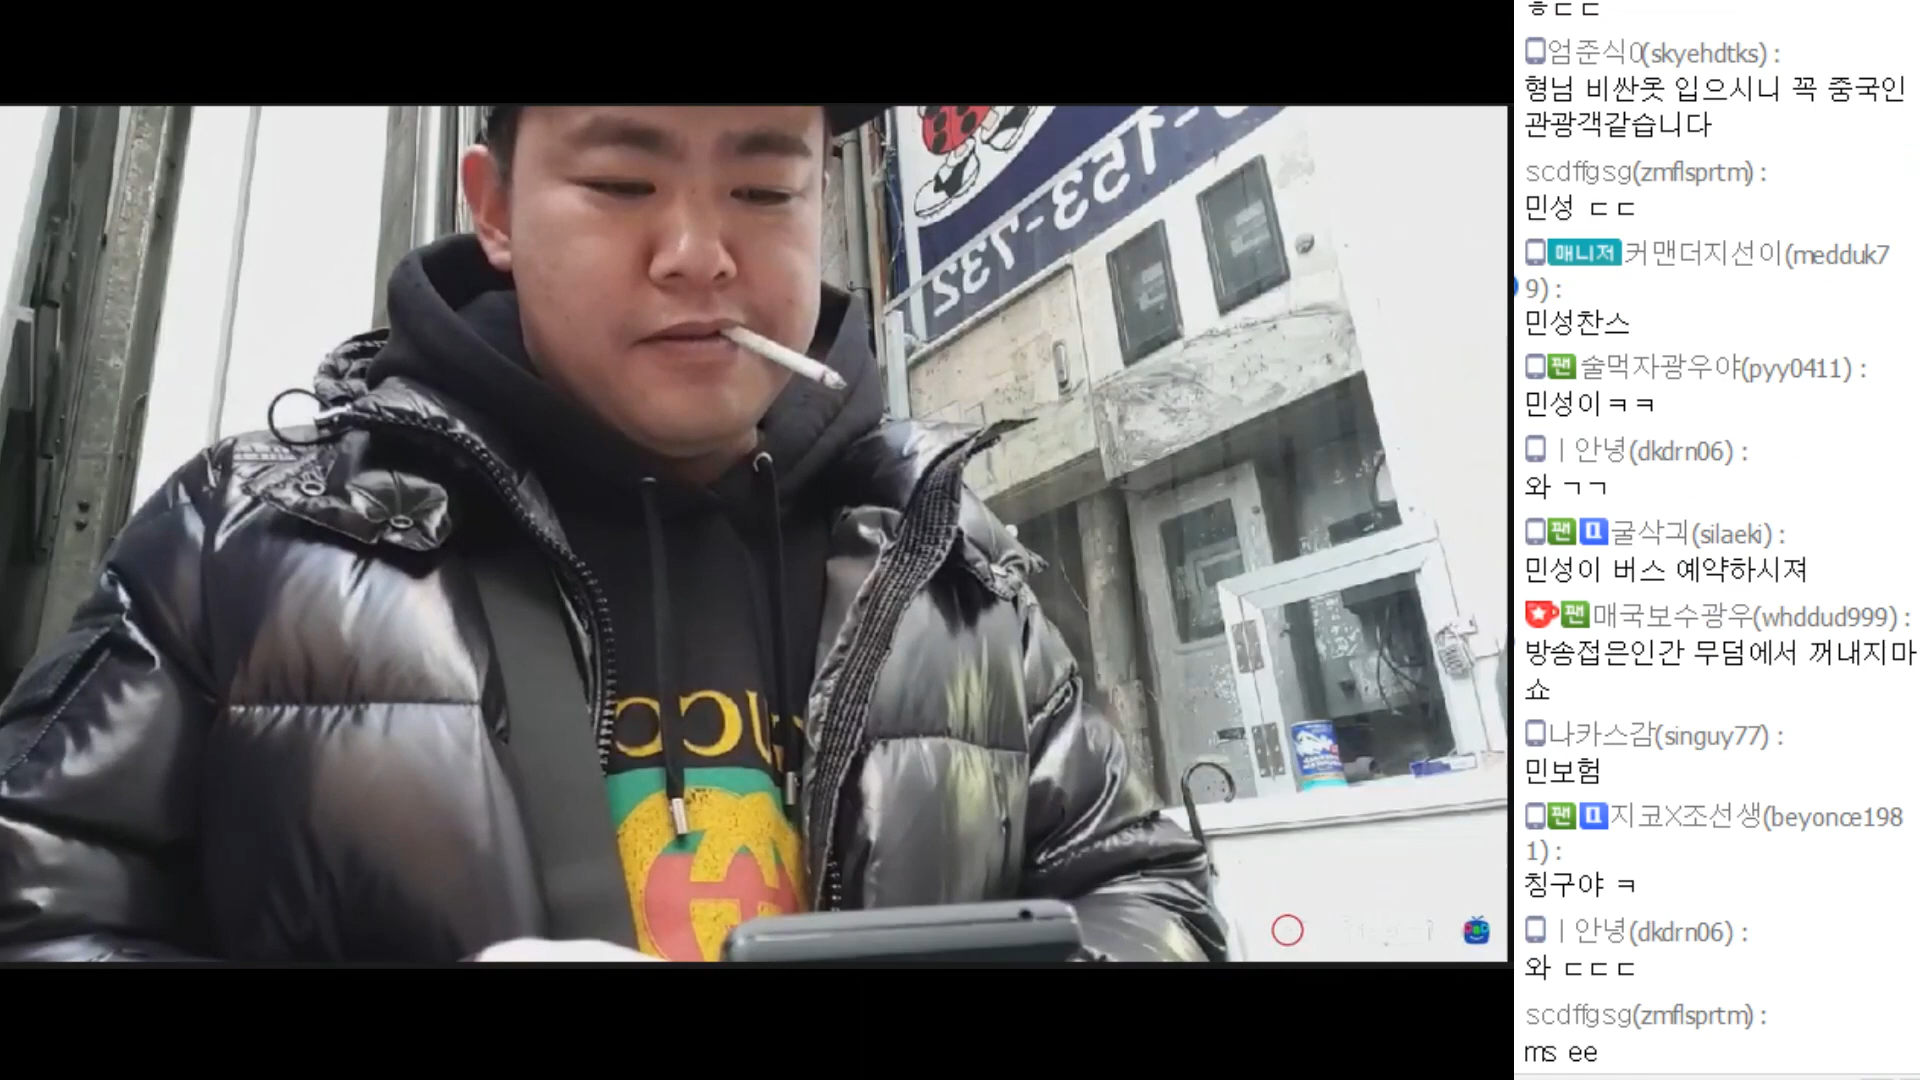 ㅎㄷㄷ
엄준식0(skyehdtks) :
형님 비싼옷 입으시니 꼭 중국인
관광객같습니다
scdffgsg(zmflsprtm) :
민성 ㄷㄷ
매니저 커맨더지선이(medduk7
9) :
민성찬스
팬 술먹자광우야(pyy0411) :
민성이ㅋㅋ
ㅣ안녕(dkdrn06) :
와 ㄱㄱ
팬 굴삭괴(silaeki) :
민성이 버스 예약하시져
팬 매국보수광우(whddud999) :
방송접은인간 무덤에서 꺼내지마
쇼
나카스감(singuy77) :
민보험
팬 지코X조선생(beyonce198
1) :
칭구야 ㅋ
ㅣ안녕(dkdrn06) :
와 ㄷㄷㄷ
scdffgsg(zmflsprtm) :
ms ee